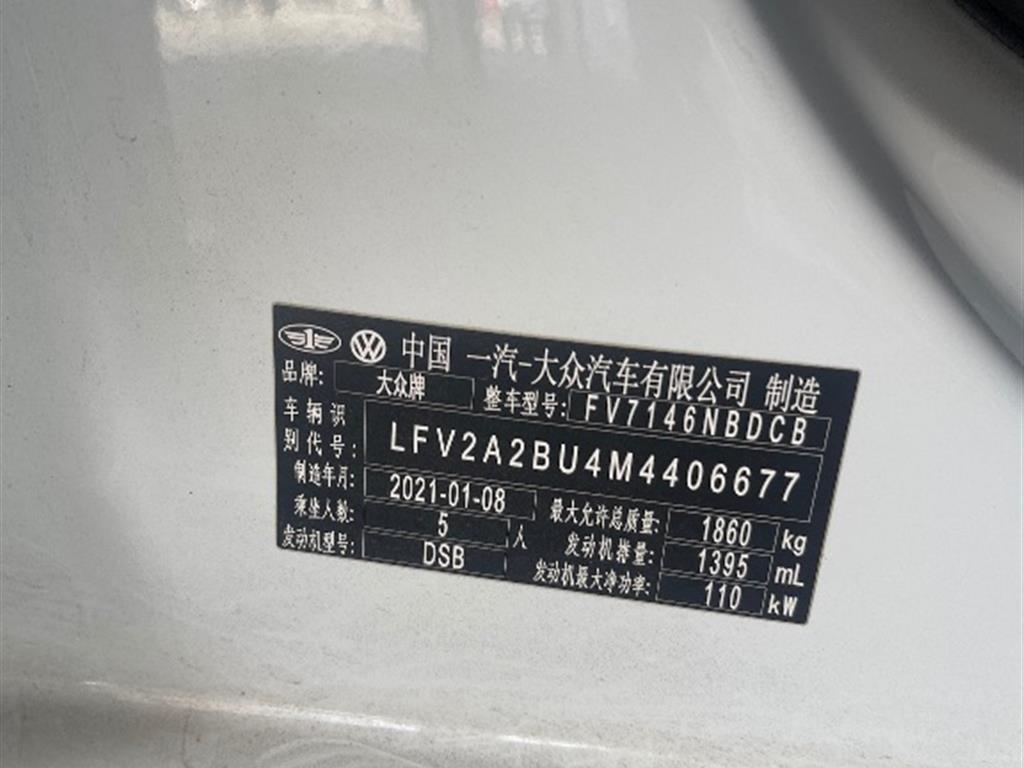 中国 一汽-大众汽车有限公司 制造
品牌: 大众牌 整车型号: FV7146NBDCB
车辆识别代号: LFV2A2BU4M4406677
制造年月: 2021-01-08 最大允许总质量: 1860 kg
乘坐人数: 5 人 发动机排量: 1395 mL
发动机型号: DSB 发动机最大净功率: 110 kW